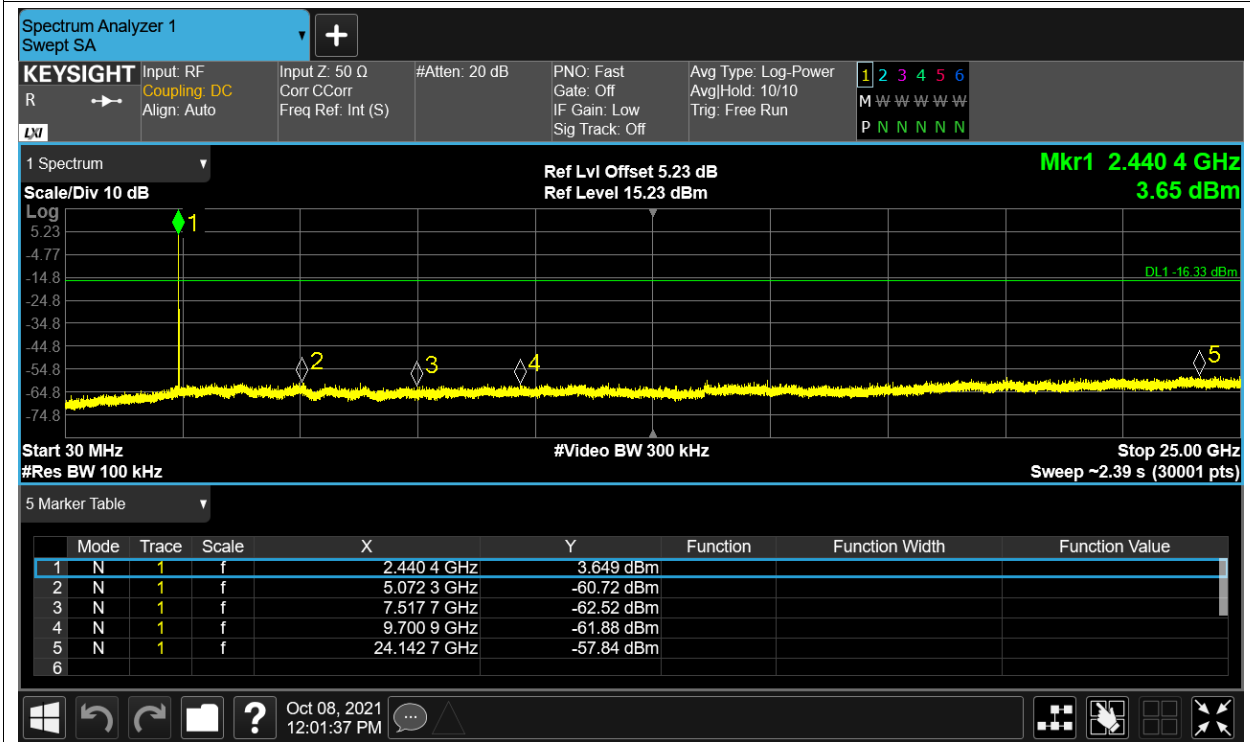 Spectrum Analyzer 1
Swept SA
+
KEYSIGHT Input: RF Input Z: 50 Ω #Atten: 20 dB PNO: Fast Avg Type: Log-Power 1 2 3 4 5 6
R Coupling: DC Corr CCorr Gate: Off Avg|Hold: 10/10 M W W W W W
Align: Auto Freq Ref: Int (S) IF Gain: Low Trig: Free Run
LXI Sig Track: Off P N N N N N
1 Spectrum Ref Lvl Offset 5.23 dB Mkr1 2.440 4 GHz
Scale/Div 10 dB Ref Level 15.23 dBm 3.65 dBm
Log
1
5.23
-4.77
-14.8 DL1 -16.33 dBm
-24.8
-34.8
-44.8
2 3 4 5
-54.8
-64.8
-74.8
Start 30 MHz #Video BW 300 kHz Stop 25.00 GHz
#Res BW 100 kHz Sweep ~2.39 s (30001 pts)
5 Marker Table
Mode Trace Scale X Y Function Function Width Function Value
1 N 1 f 2.440 4 GHz 3.649 dBm
2 N 1 f 5.072 3 GHz -60.72 dBm
3 N 1 f 7.517 7 GHz -62.52 dBm
4 N 1 f 9.700 9 GHz -61.88 dBm
5 N 1 f 24.142 7 GHz -57.84 dBm
6
? Oct 08, 2021
12:01:37 PM